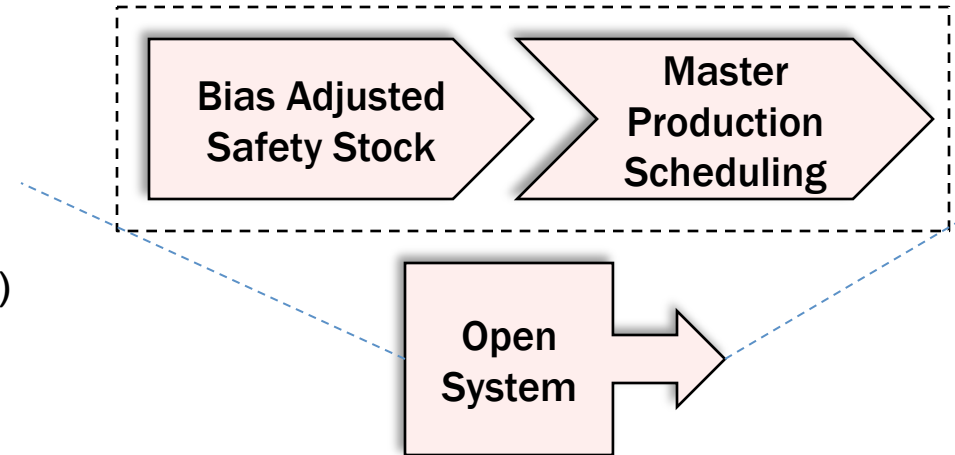 Bias Adjusted
Safety Stock
Master
Production
Scheduling
)
Open
System